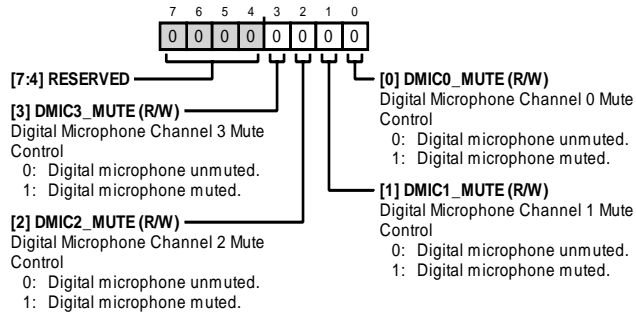 7 6 5 4 3 2 1 0
0 0 0 0 0 0 0 0
[7:4] RESERVED
[3] DMIC3_MUTE (R/W)
Digital Microphone Channel 3 Mute
Control
0: Digital microphone unmuted.
1: Digital microphone muted.
[2] DMIC2_MUTE (R/W)
Digital Microphone Channel 2 Mute
Control
0: Digital microphone unmuted.
1: Digital microphone muted.
[0] DMIC0_MUTE (R/W)
Digital Microphone Channel 0 Mute
Control
0: Digital microphone unmuted.
1: Digital microphone muted.
[1] DMIC1_MUTE (R/W)
Digital Microphone Channel 1 Mute
Control
0: Digital microphone unmuted.
1: Digital microphone muted.